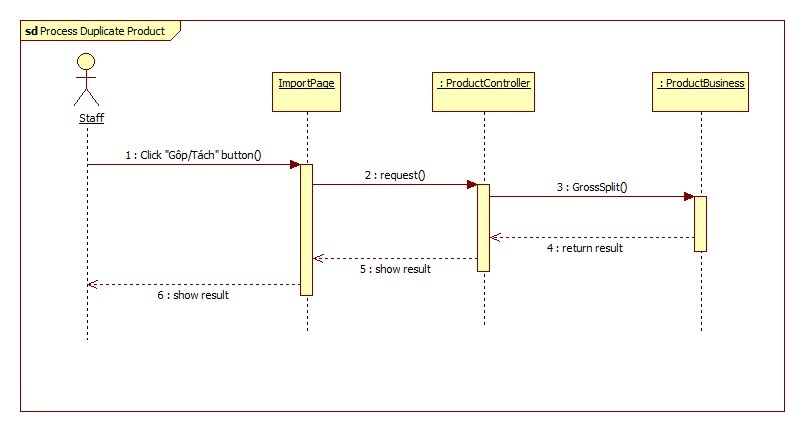 sd Process Duplicate Product
Staff
ImportPage
: ProductController
: ProductBusiness
1 : Click "Gộp/Tách" button()
2 : request()
3 : GrossSplit()
4 : return result
5 : show result
6 : show result